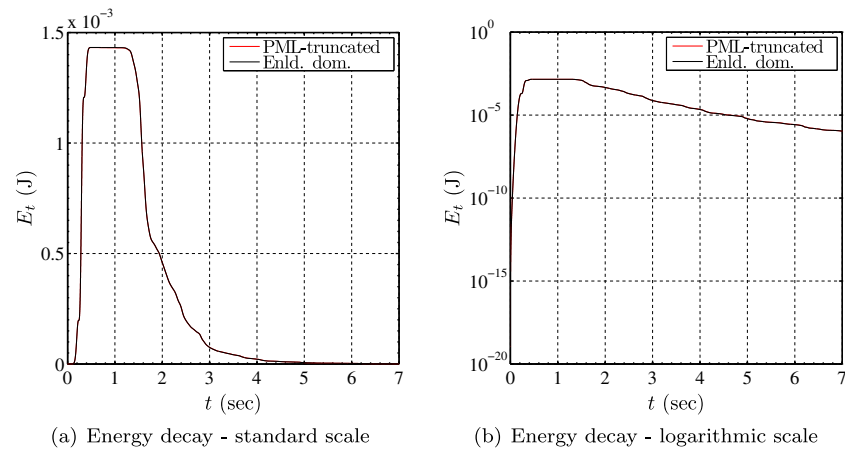 × 10⁻³
1.5
1
0.5
0
E_t (J)
PML-truncated
Enld. dom.
0 1 2 3 4 5 6 7
t (sec)
(a) Energy decay - standard scale
10⁰
10⁻⁵
10⁻¹⁰
10⁻¹⁵
10⁻²⁰
E_t (J)
PML-truncated
Enld. dom.
0 1 2 3 4 5 6 7
t (sec)
(b) Energy decay - logarithmic scale